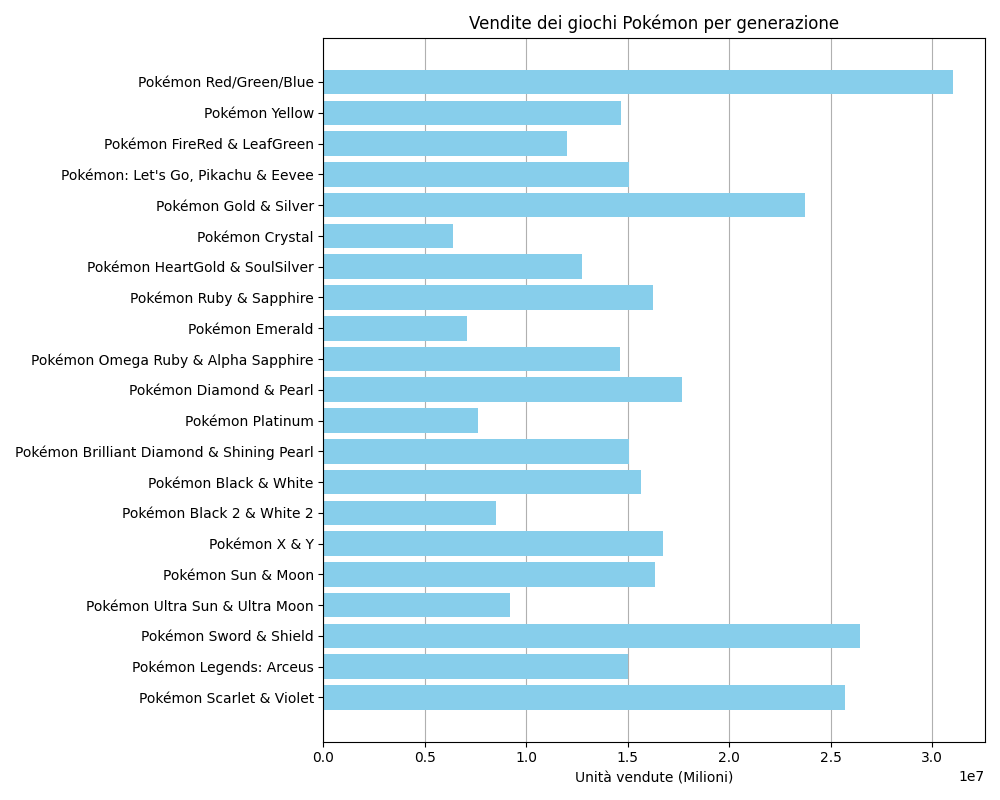 Vendite dei giochi Pokémon per generazione
Pokémon Red/Green/Blue
Pokémon Yellow
Pokémon FireRed & LeafGreen
Pokémon: Let's Go, Pikachu & Eevee
Pokémon Gold & Silver
Pokémon Crystal
Pokémon HeartGold & SoulSilver
Pokémon Ruby & Sapphire
Pokémon Emerald
Pokémon Omega Ruby & Alpha Sapphire
Pokémon Diamond & Pearl
Pokémon Platinum
Pokémon Brilliant Diamond & Shining Pearl
Pokémon Black & White
Pokémon Black 2 & White 2
Pokémon X & Y
Pokémon Sun & Moon
Pokémon Ultra Sun & Ultra Moon
Pokémon Sword & Shield
Pokémon Legends: Arceus
Pokémon Scarlet & Violet
0.0 0.5 1.0 1.5 2.0 2.5 3.0
1e7
Unità vendute (Milioni)